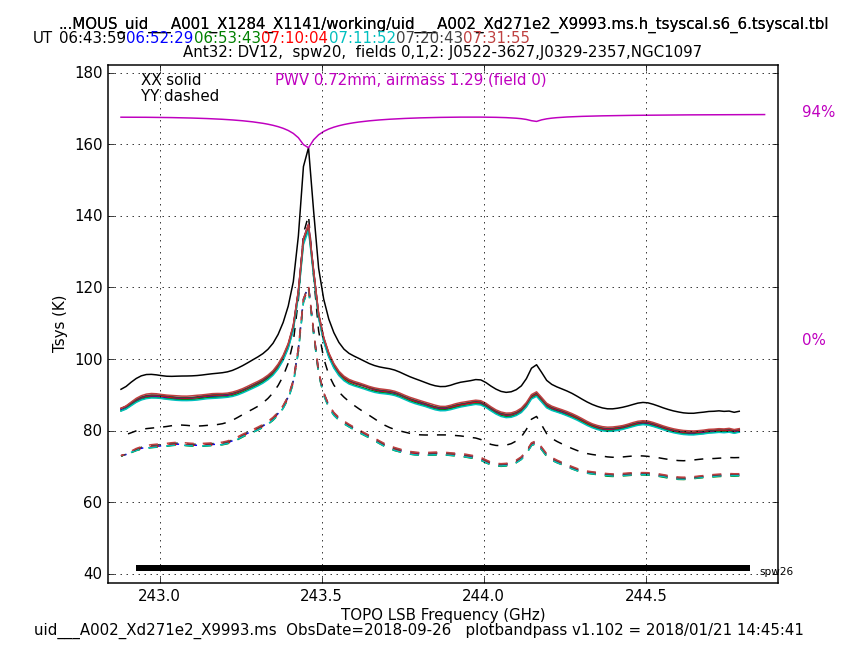 ...MOUS_uid___A001_X1284_X1141/working/uid___A002_Xd271e2_X9993.ms.h_tsyscal.s6_6.tsyscal.tbl
UT 06:43:59 06:52:29 06:53:43 07:10:04 07:11:52 07:20:43 07:31:55
Ant32: DV12,  spw20,  fields 0,1,2: J0522-3627,J0329-2357,NGC1097
XX solid
PWV 0.72mm, airmass 1.29 (field 0)
YY dashed
180
160
140
120
100
80
60
40
Tsys (K)
94%
0%
spw26
243.0 243.5 244.0 244.5
TOPO LSB Frequency (GHz)
uid___A002_Xd271e2_X9993.ms  ObsDate=2018-09-26   plotbandpass v1.102 = 2018/01/21 14:45:41